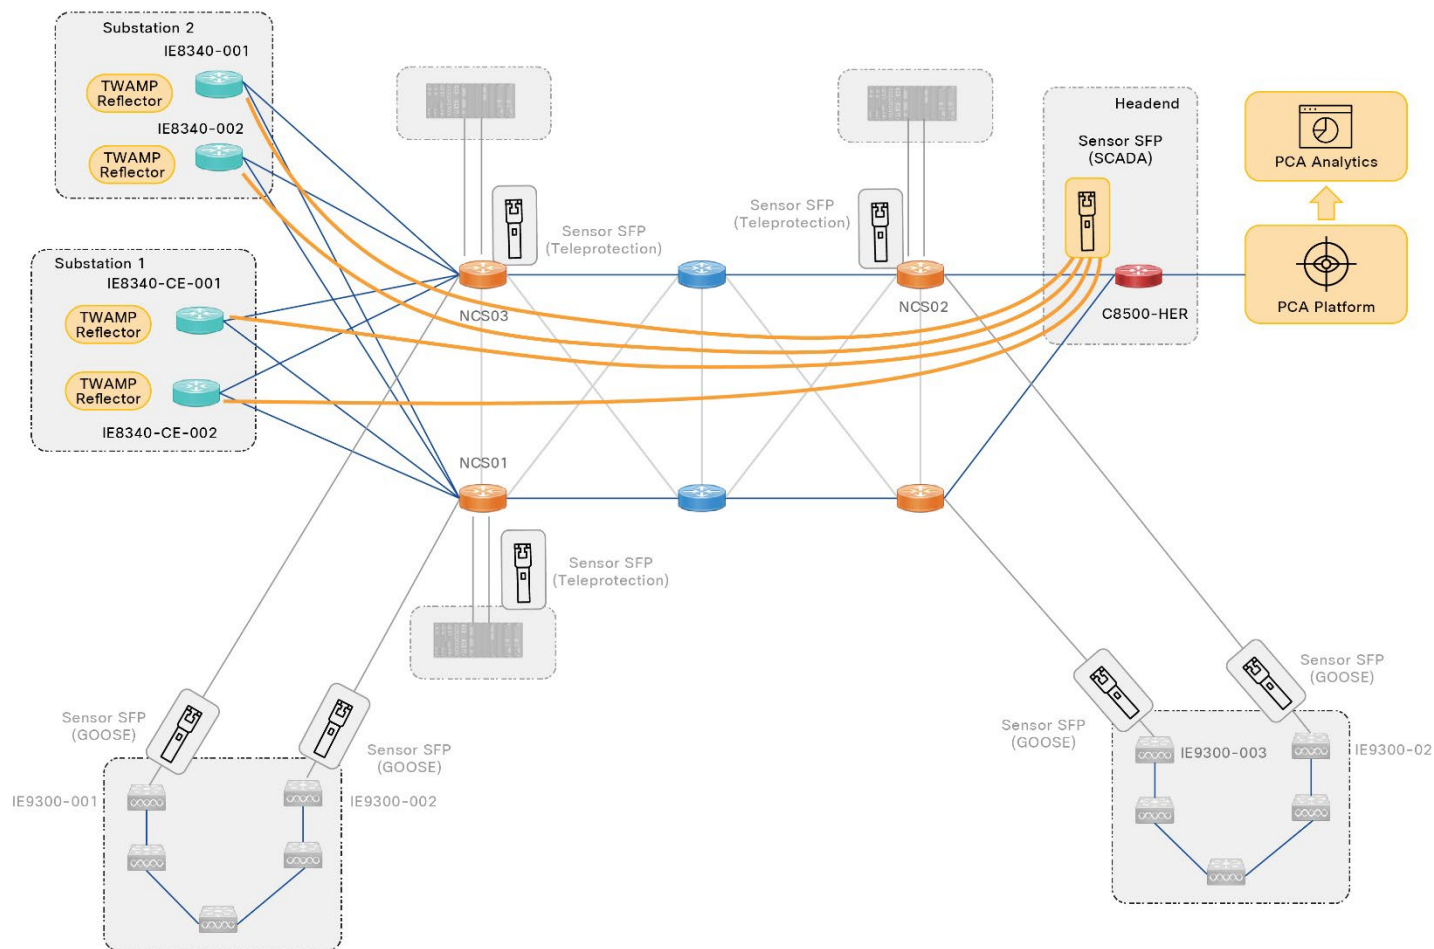 Substation 2
IE8340-001
TWAMP
Reflector
IE8340-002
TWAMP
Reflector
Substation 1
IE8340-CE-001
TWAMP
Reflector
TWAMP
Reflector
IE8340-CE-002
Sensor SFP
(Teleprotection)
NCS03
Sensor SFP
(Teleprotection)
NCS02
Headend
Sensor SFP
(SCADA)
C8500-HER
PCA Analytics
PCA Platform
NCS01
Sensor SFP
(Teleprotection)
Sensor SFP
(GOOSE)
Sensor SFP
(GOOSE)
IE9300-001
IE9300-002
Sensor SFP
(GOOSE)
Sensor SFP
(GOOSE)
IE9300-003
IE9300-02